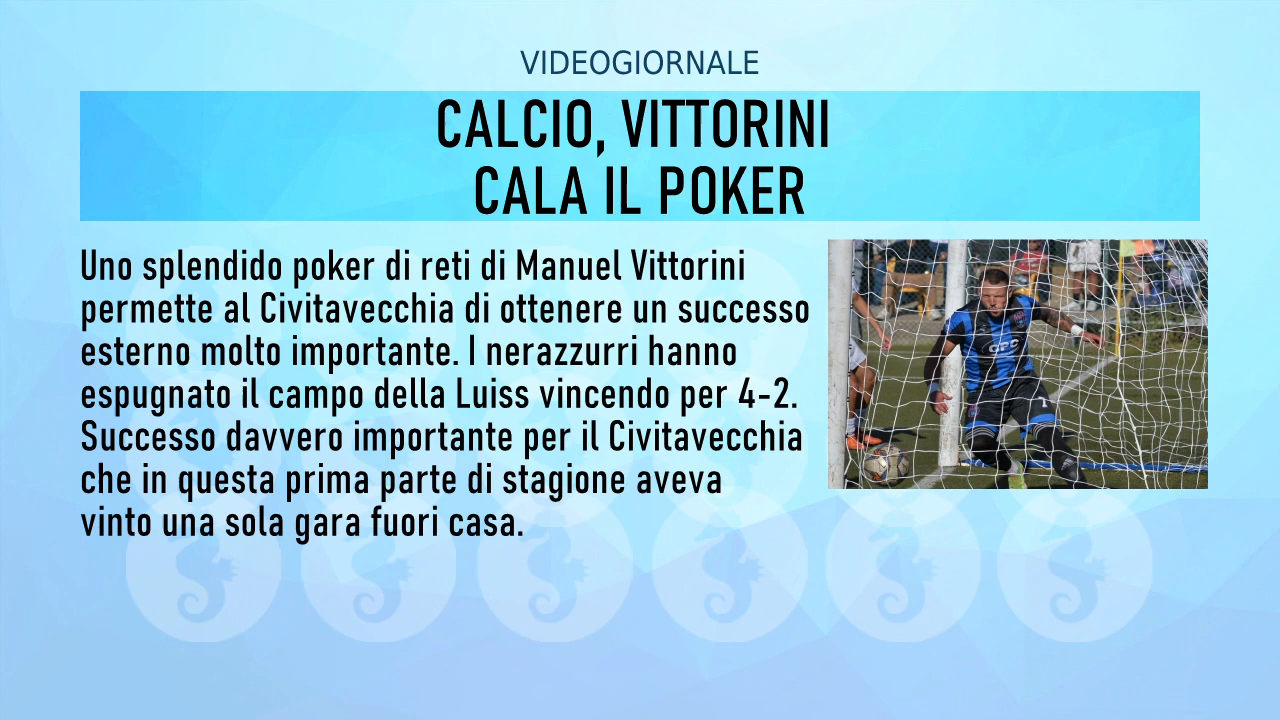 VIDEOGIORNALE
CALCIO, VITTORINI
CALA IL POKER
Uno splendido poker di reti di Manuel Vittorini
permette al Civitavecchia di ottenere un successo
esterno molto importante. I nerazzurri hanno
espugnato il campo della Luiss vincendo per 4-2.
Successo davvero importante per il Civitavecchia
che in questa prima parte di stagione aveva
vinto una sola gara fuori casa.